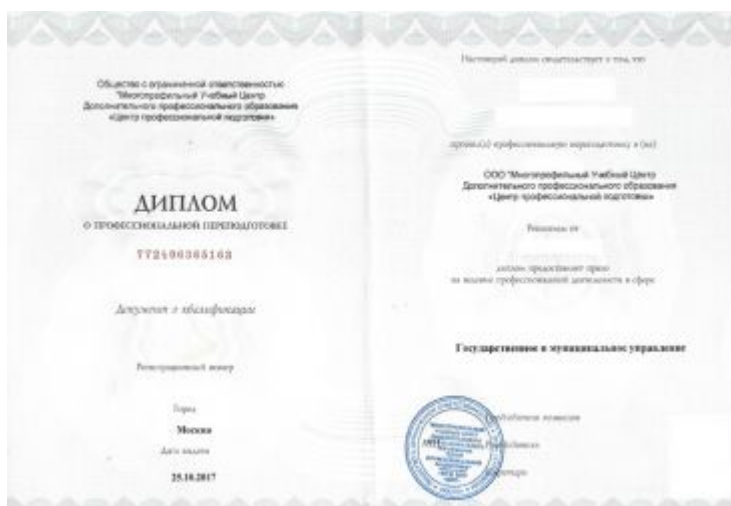 Общество с ограниченной ответственностью
"Многопрофильный Учебный Центр
Дополнительного профессионального образования
«Центр профессиональной подготовки»
ДИПЛОМ
О ПРОФЕССИОНАЛЬНОЙ ПЕРЕПОДГОТОВКЕ
Документ о квалификации
Регистрационный номер
Город
Москва
Дата выдачи
25.10.2017
Настоящий диплом свидетельствует о том, что
прошел(а) профессиональную переподготовку в (на)
ООО "Многопрофильный Учебный Центр
Дополнительного профессионального образования
«Центр профессиональной подготовки»
Решением от
диплом предоставляет право
на ведение профессиональной деятельности в сфере
Государственное и муниципальное управление
Председатель комиссии
Руководитель
Секретарь